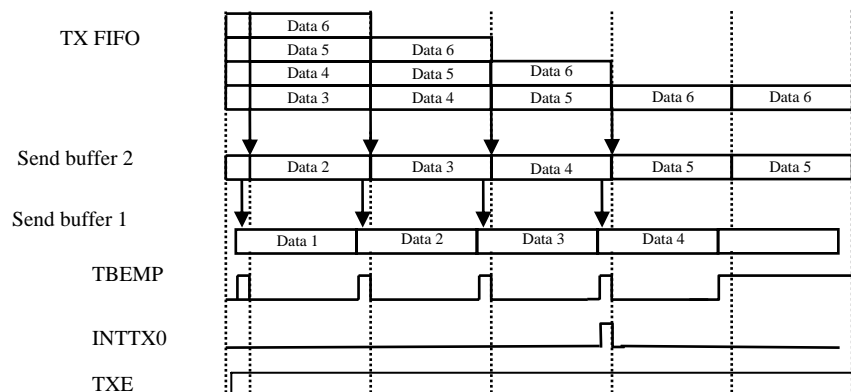 Data 6
TX FIFO
Data 5 Data 6
Data 4 Data 5 Data 6
Data 3 Data 4 Data 5 Data 6 Data 6
Send buffer 2
Data 2 Data 3 Data 4 Data 5 Data 5
Send buffer 1
Data 1 Data 2 Data 3 Data 4
TBEMP
INTTX0
TXE